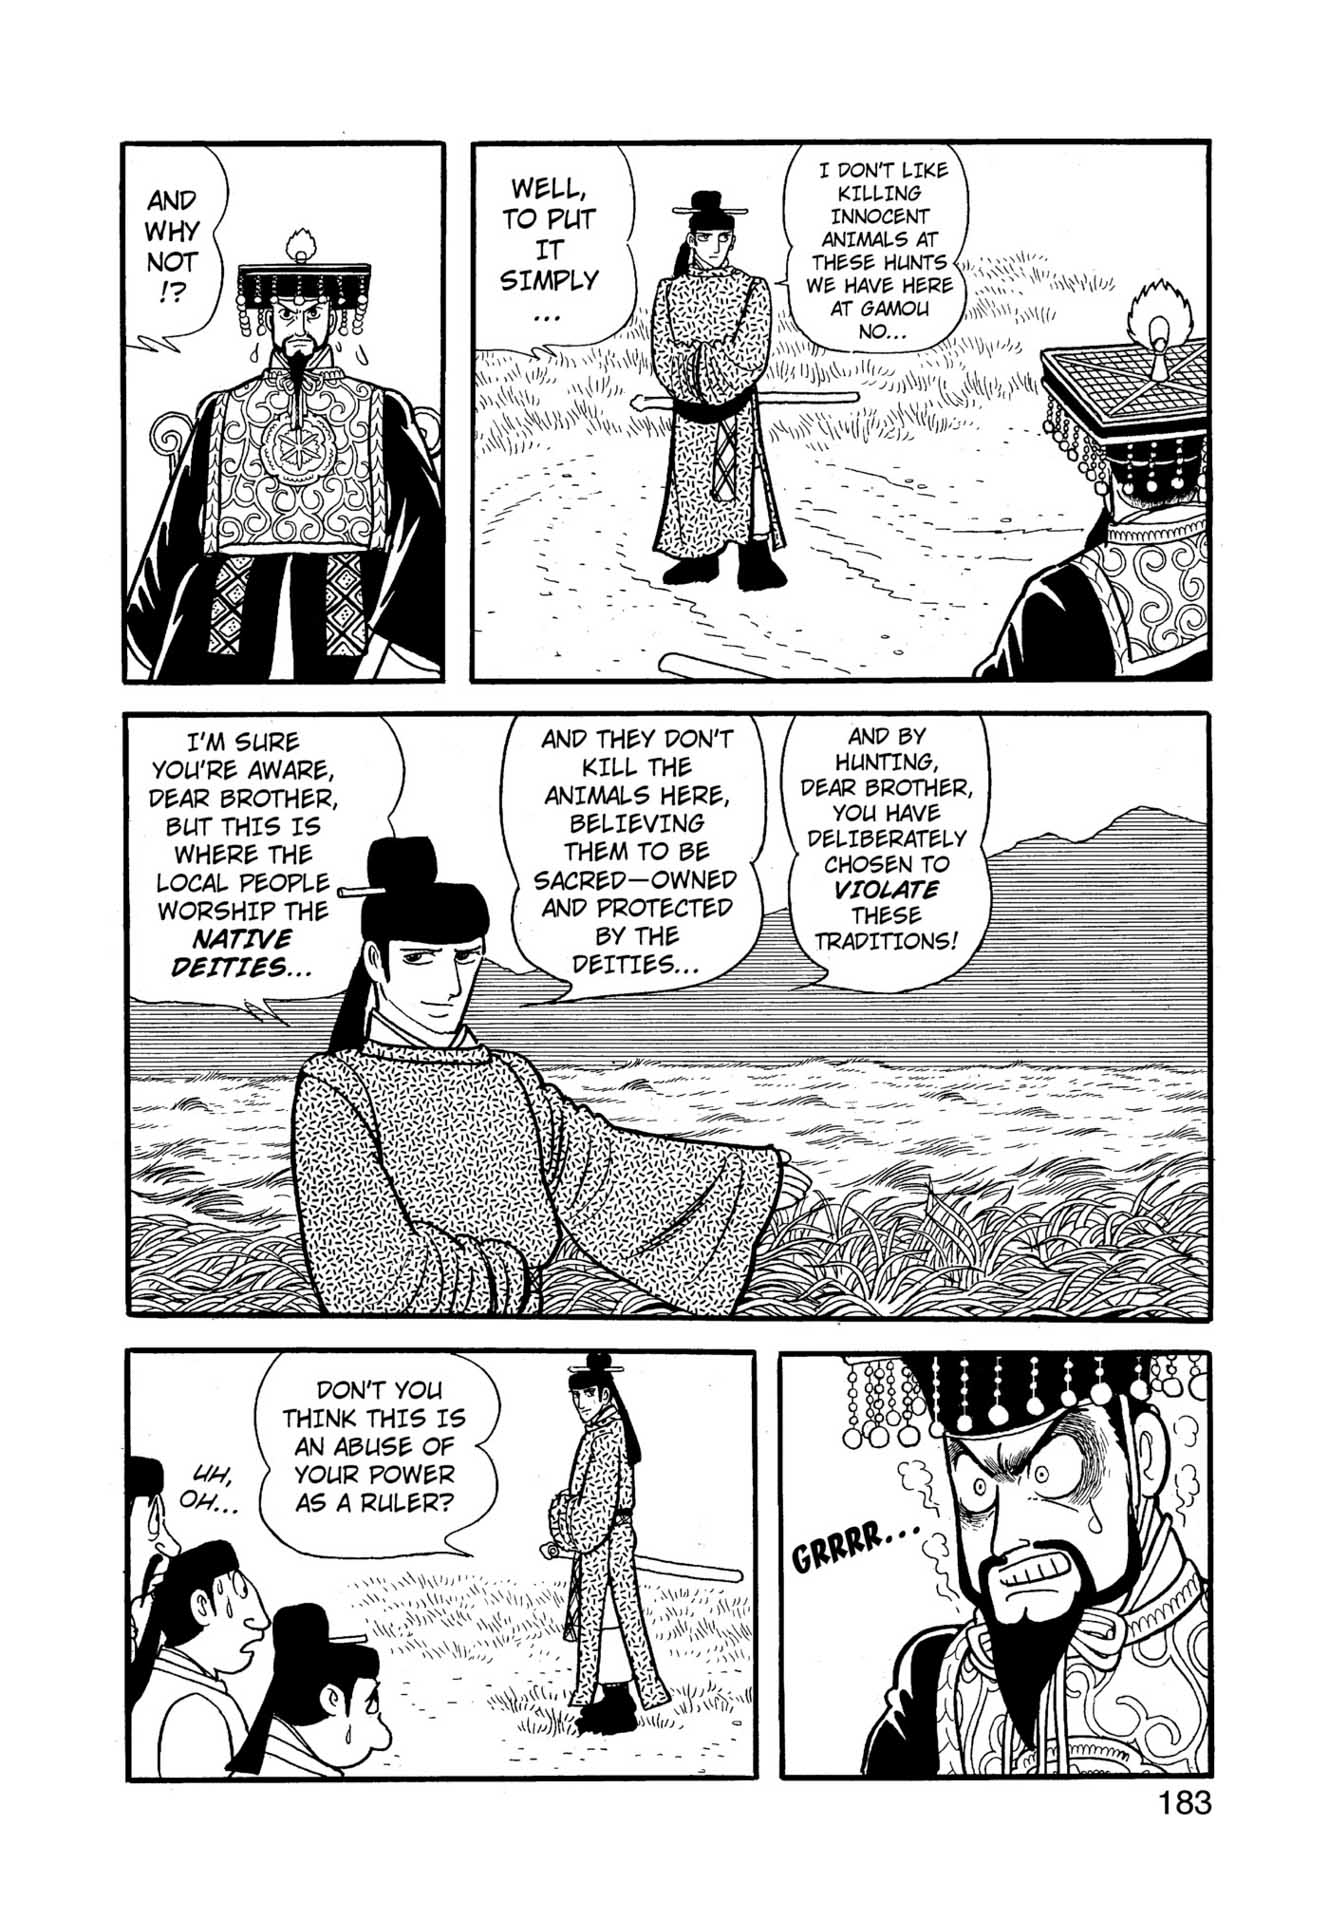 AND
WHY
NOT
!?
WELL,
TO PUT
IT
SIMPLY
...
I DON'T LIKE
KILLING
INNOCENT
ANIMALS AT
THESE HUNTS
WE HAVE HERE
AT GAMOU
NO...
I'M SURE
YOU'RE AWARE,
DEAR BROTHER,
BUT THIS IS
WHERE THE
LOCAL PEOPLE
WORSHIP THE
NATIVE
DEITIES...
AND THEY DON'T
KILL THE
ANIMALS HERE,
BELIEVING
THEM TO BE
SACRED—OWNED
AND PROTECTED
BY THE
DEITIES...
AND BY
HUNTING,
DEAR BROTHER,
YOU HAVE
DELIBERATELY
CHOSEN TO
VIOLATE
THESE
TRADITIONS!
UH,
OH...
DON'T YOU
THINK THIS IS
AN ABUSE OF
YOUR POWER
AS A RULER?
GRRRR...
183